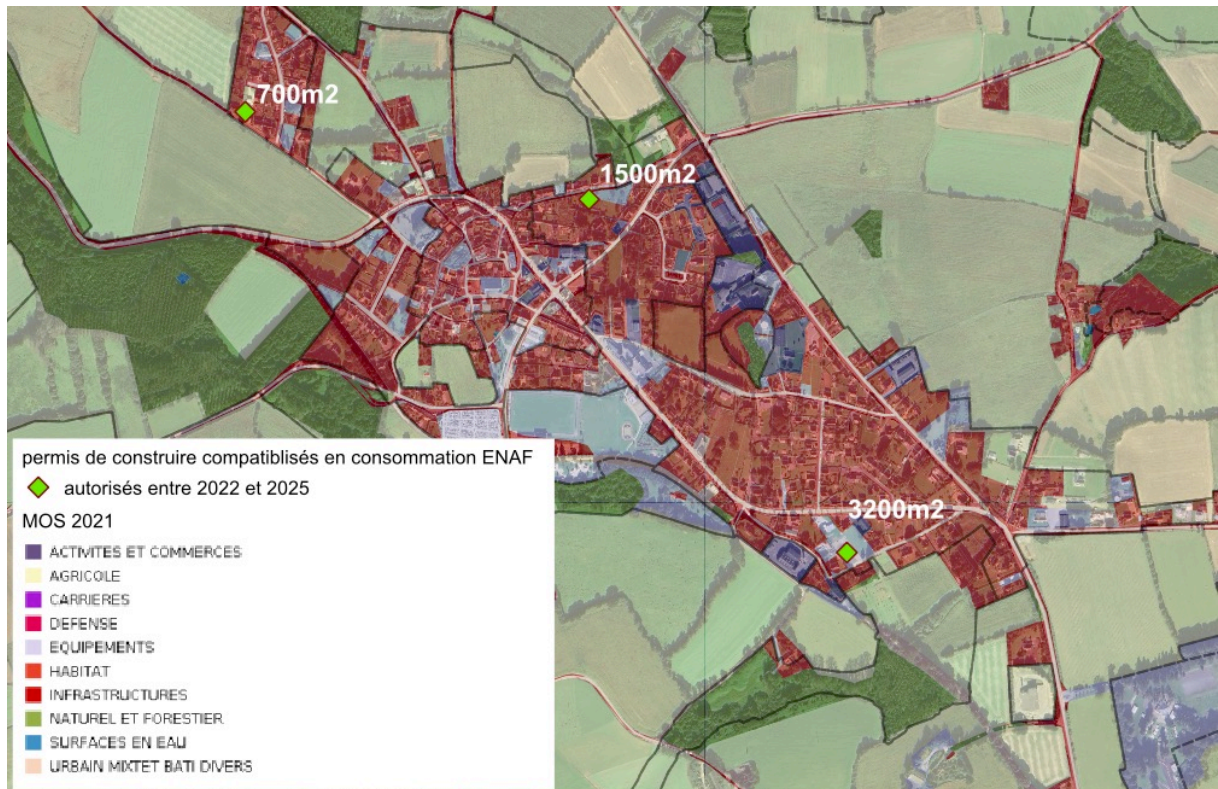 700m2
1500m2
3200m2
permis de construire compatiblisés en consommation ENAF
autorisés entre 2022 et 2025
MOS 2021
ACTIVITES ET COMMERCES
AGRICOLE
CARRIERES
DEFENSE
EQUIPEMENTS
HABITAT
INFRASTRUCTURES
NATUREL ET FORESTIER
SURFACES EN EAU
URBAIN MIXTET BATI DIVERS